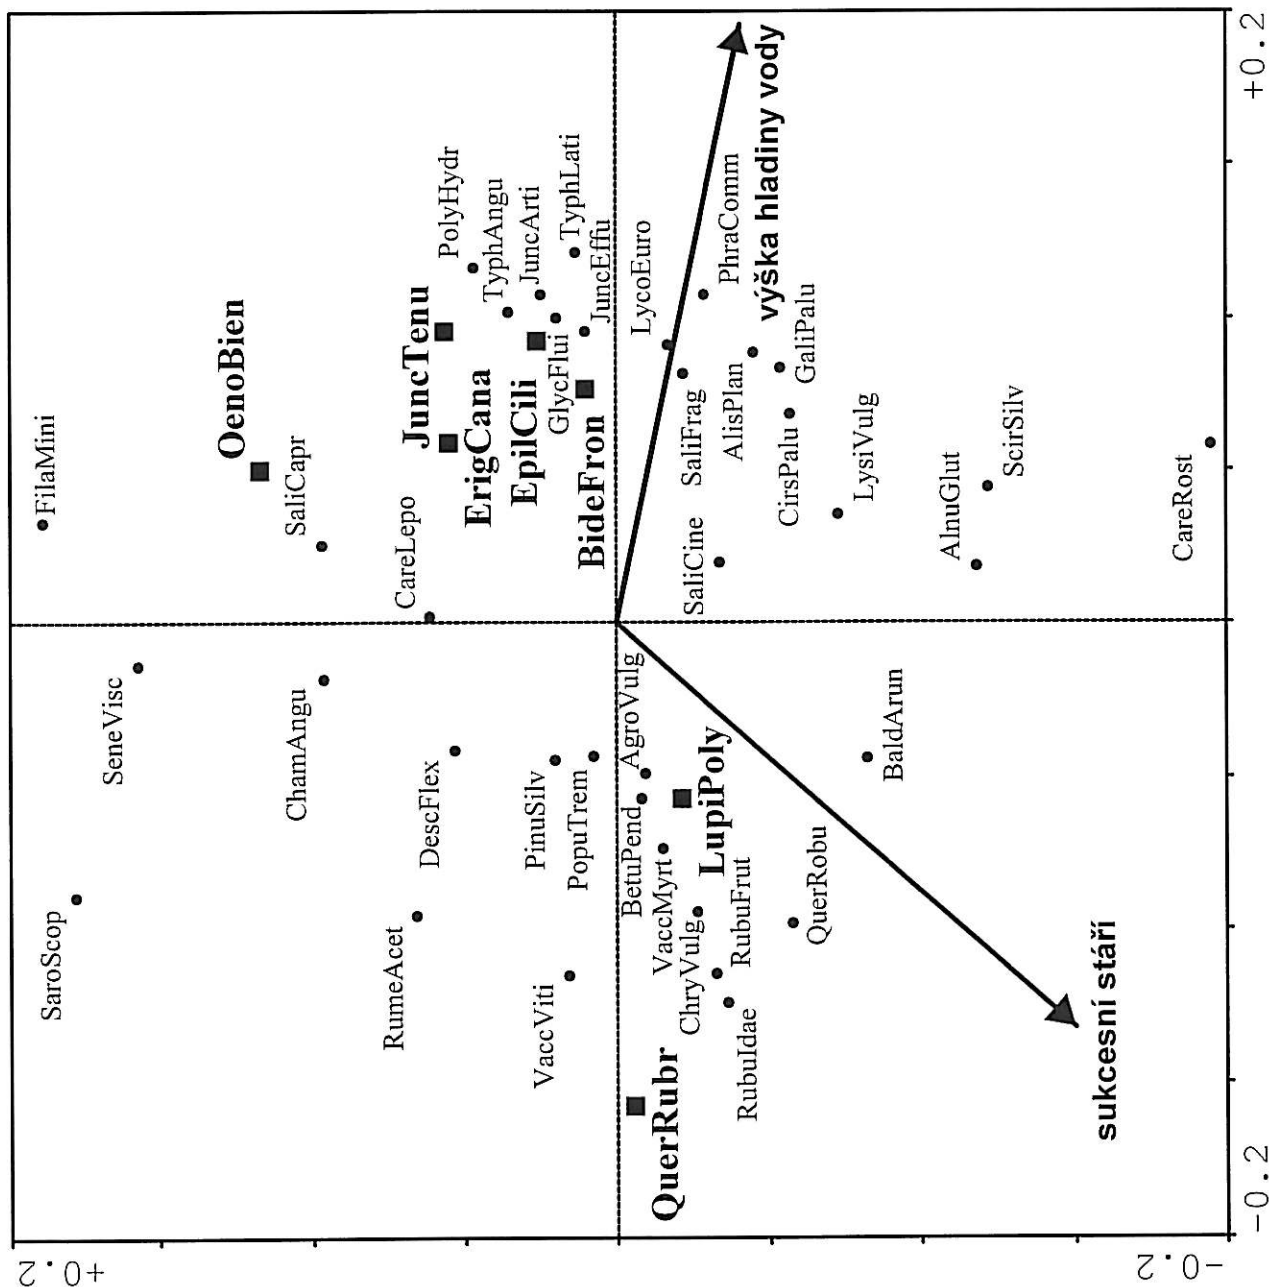 +0.2
FilaMini
SaroScop
SeneVisc
OenoBien
SaliCapr
ChamAngu
CareLepo
RumeAcet
JuncTenu
DescFlex
PolyHydr
ErigCana
TyphAngu
EpilCili
JuncArti
PinuSilv
VaccViti
GlycFlui
TyphLati
PopuTrem
BideFron
JuncEffu
AgroVulg
BetuPend
LycoEuro
VaccMyrt
QuerRubr
SaliFrag
SaliCine
ChryVulg
LupiPoly
PhraComm
RubuFrut
AlisPlan
RubuIdae
výška hladiny vody
CirsPalu
GaliPalu
QuerRobu
LysiVulg
BaldArun
AlnuGlut
ScirSilv
sukcesní stáří
CareRost
-0.2
-0.2
+0.2